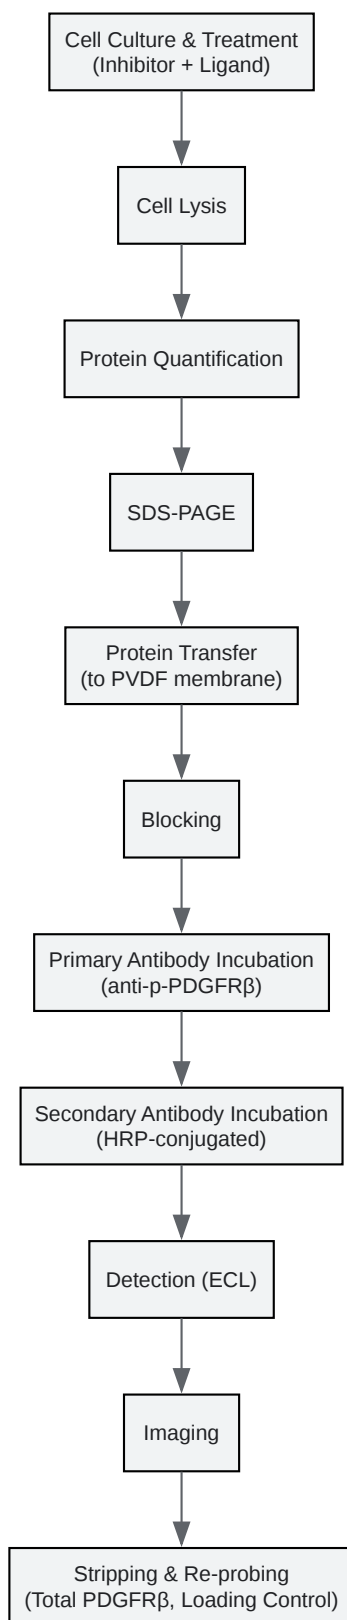 Cell Culture & Treatment
(Inhibitor + Ligand)
Cell Lysis
Protein Quantification
SDS-PAGE
Protein Transfer
(to PVDF membrane)
Blocking
Primary Antibody Incubation
(anti-p-PDGFRβ)
Secondary Antibody Incubation
(HRP-conjugated)
Detection (ECL)
Imaging
Stripping & Re-probing
(Total PDGFRβ, Loading Control)